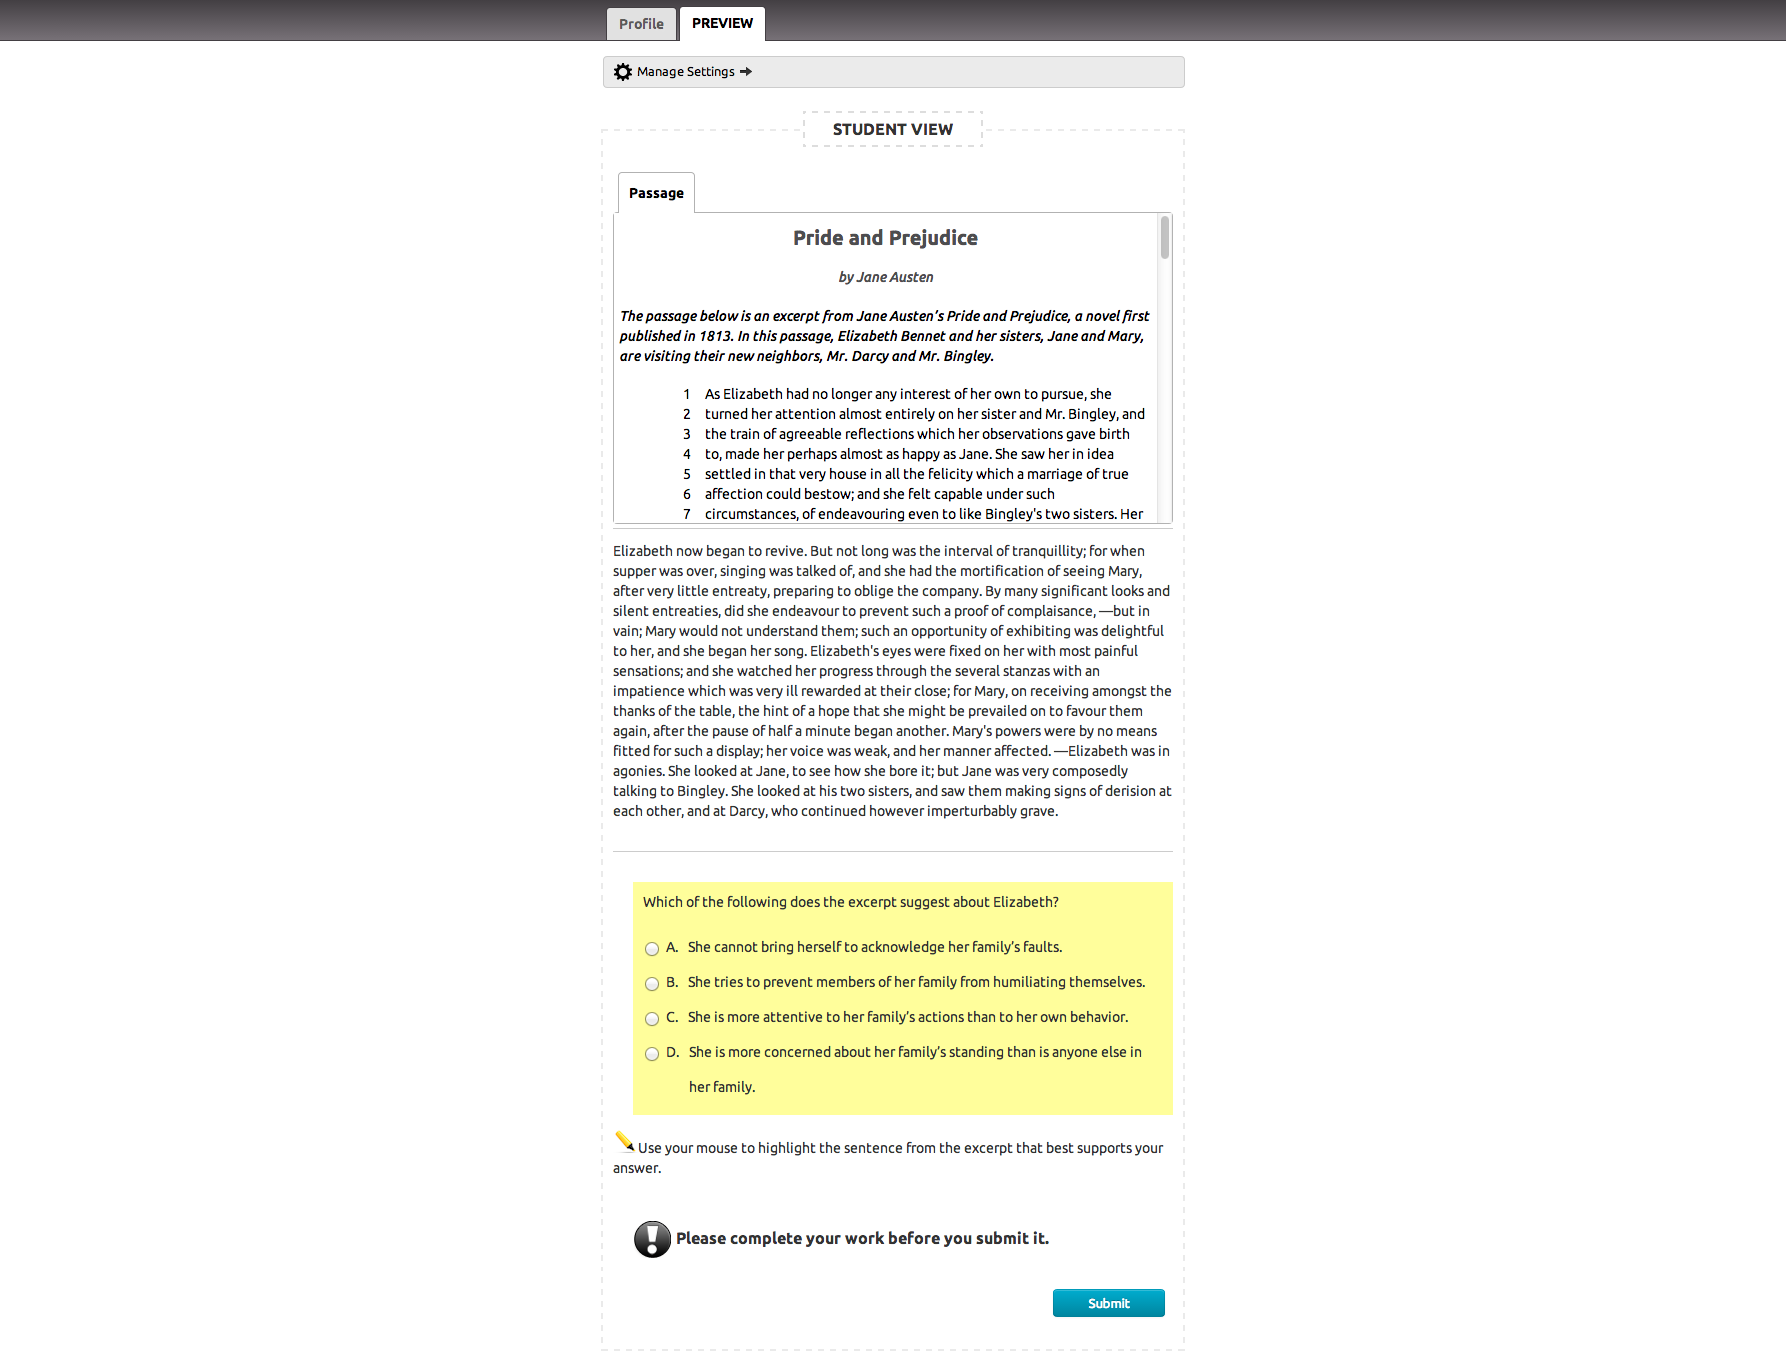 Profile
PREVIEW
Manage Settings
STUDENT VIEW
Passage
Pride and Prejudice
by Jane Austen
The passage below is an excerpt from Jane Austen's Pride and Prejudice, a novel first
published in 1813. In this passage, Elizabeth Bennet and her sisters, Jane and Mary,
are visiting their new neighbors, Mr. Darcy and Mr. Bingley.
1 As Elizabeth had no longer any interest of her own to pursue, she
2 turned her attention almost entirely on her sister and Mr. Bingley, and
3 the train of agreeable reflections which her observations gave birth
4 to, made her perhaps almost as happy as Jane. She saw her in idea
5 settled in that very house in all the felicity which a marriage of true
6 affection could bestow; and she felt capable under such
7 circumstances, of endeavouring even to like Bingley's two sisters. Her
Elizabeth now began to revive. But not long was the interval of tranquillity; for when
supper was over, singing was talked of, and she had the mortification of seeing Mary,
after very little entreaty, preparing to oblige the company. By many significant looks and
silent entreaties, did she endeavour to prevent such a proof of complaisance, —but in
vain; Mary would not understand them; such an opportunity of exhibiting was delightful
to her, and she began her song. Elizabeth's eyes were fixed on her with most painful
sensations; and she watched her progress through the several stanzas with an
impatience which was very ill rewarded at their close; for Mary, on receiving amongst the
thanks of the table, the hint of a hope that she might be prevailed on to favour them
again, after the pause of half a minute began another. Mary's powers were by no means
fitted for such a display; her voice was weak, and her manner affected. —Elizabeth was in
agonies. She looked at Jane, to see how she bore it; but Jane was very composedly
talking to Bingley. She looked at his two sisters, and saw them making signs of derision at
each other, and at Darcy, who continued however imperturbably grave.
Which of the following does the excerpt suggest about Elizabeth?
A. She cannot bring herself to acknowledge her family's faults.
B. She tries to prevent members of her family from humiliating themselves.
C. She is more attentive to her family's actions than to her own behavior.
D. She is more concerned about her family's standing than is anyone else in
her family.
Use your mouse to highlight the sentence from the excerpt that best supports your
answer.
Please complete your work before you submit it.
Submit